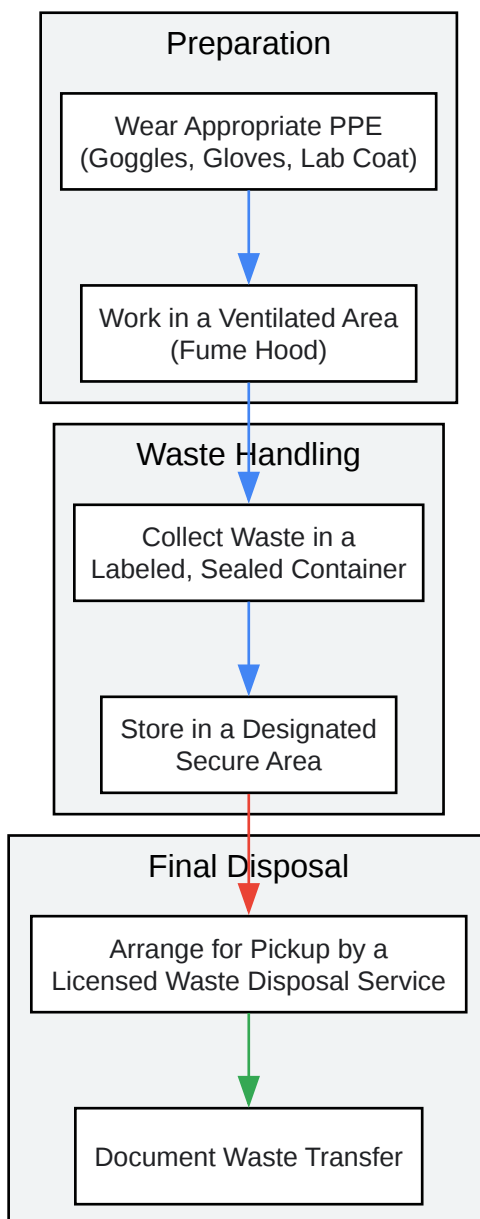 Preparation
Wear Appropriate PPE
(Goggles, Gloves, Lab Coat)
Work in a Ventilated Area
(Fume Hood)
Waste Handling
Collect Waste in a
Labeled, Sealed Container
Store in a Designated
Secure Area
Final Disposal
Arrange for Pickup by a
Licensed Waste Disposal Service
Document Waste Transfer